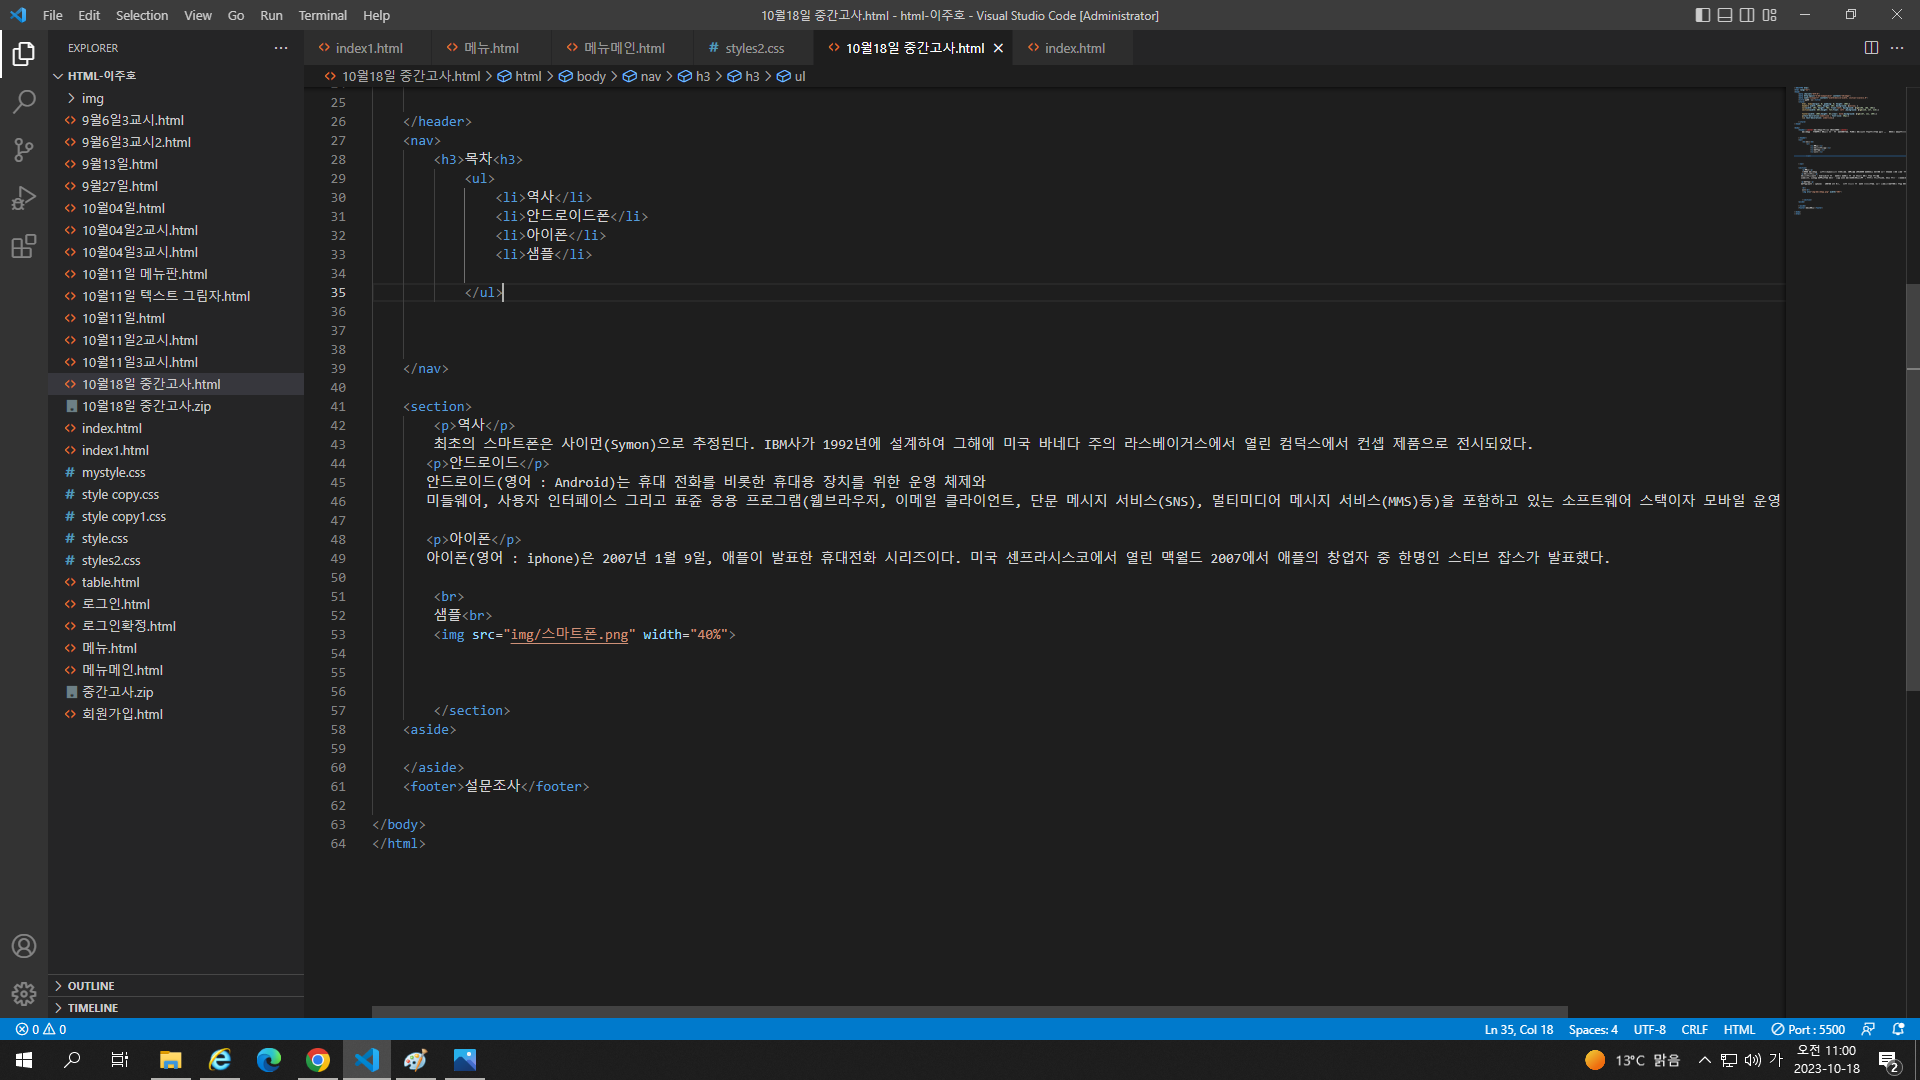 File Edit Selection View Go Run Terminal Help
10월18일 중간고사.html - html-이주호 - Visual Studio Code [Administrator]
EXPLORER
HTML-이주호
img
9월6일3교시.html
9월6일3교시2.html
9월13일.html
9월27일.html
10월04일.html
10월04일2교시.html
10월04일3교시.html
10월11일 메뉴판.html
10월11일 텍스트 그림자.html
10월11일.html
10월11일2교시.html
10월11일3교시.html
10월18일 중간고사.html
10월18일 중간고사.zip
index.html
index1.html
mystyle.css
style copy.css
style copy1.css
style.css
styles2.css
table.html
로그인.html
로그인확정.html
메뉴.html
메뉴메인.html
중간고사.zip
회원가입.html
OUTLINE
TIMELINE
index1.html 메뉴.html 메뉴메인.html styles2.css 10월18일 중간고사.html index.html
10월18일 중간고사.html > html > body > nav > h3 > h3 > ul
25
26 </header>
27 <nav>
28 <h3>목차<h3>
29 <ul>
30 <li>역사</li>
31 <li>안드로이드폰</li>
32 <li>아이폰</li>
33 <li>샘플</li>
34
35 </ul>
36
37
38
39 </nav>
40
41 <section>
42 <p>역사</p>
43 최초의 스마트폰은 사이먼(Symon)으로 추정된다. IBM사가 1992년에 설계하여 그해에 미국 바네다 주의 라스베이거스에서 열린 컴덕스에서 컨셉 제품으로 전시되었다.
44 <p>안드로이드</p>
45 안드로이드(영어 : Android)는 휴대 전화를 비롯한 휴대용 장치를 위한 운영 체제와
46 미들웨어, 사용자 인터페이스 그리고 표준 응용 프로그램(웹브라우저, 이메일 클라이언트, 단문 메시지 서비스(SNS), 멀티미디어 메시지 서비스(MMS)등)을 포함하고 있는 소프트웨어 스택이자 모바일 운영
47
48 <p>아이폰</p>
49 아이폰(영어 : iphone)은 2007년 1월 9일, 애플이 발표한 휴대전화 시리즈이다. 미국 센프라시스코에서 열린 맥월드 2007에서 애플의 창업자 중 한명인 스티브 잡스가 발표했다.
50
51 <br>
52 샘플<br>
53 <img src="img/스마트폰.png" width="40%">
54
55
56
57 </section>
58 <aside>
59
60 </aside>
61 <footer>설문조사</footer>
62
63 </body>
64 </html>
0 0
Ln 35, Col 18 Spaces: 4 UTF-8 CRLF HTML Port : 5500
13°C 맑음 가
오전 11:00
2023-10-18
2